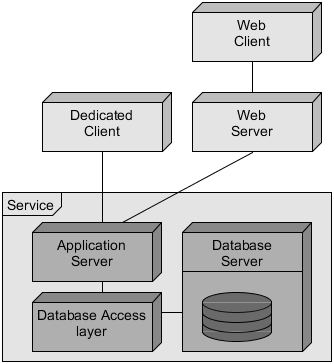 Web
Client
Dedicated
Client
Web
Server
Service
Application
Server
Database
Server
Database Access
layer